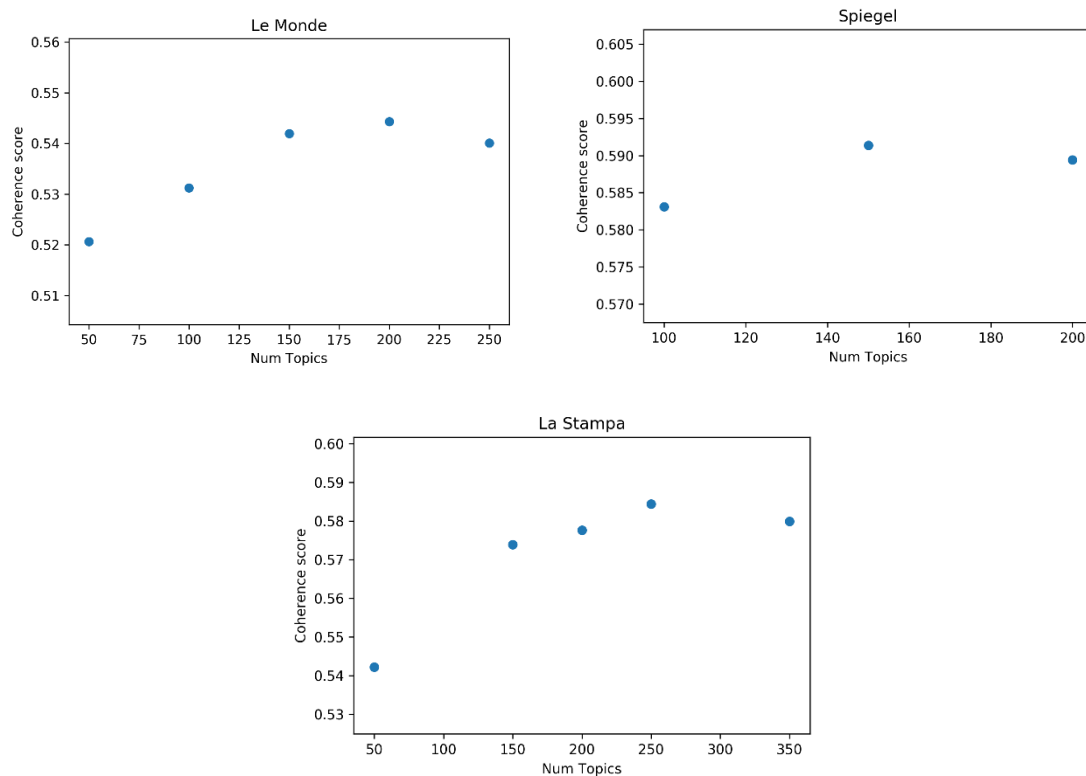 Le Monde
0.56
0.55
0.54
0.53
0.52
0.51
Coherence score
50 75 100 125 150 175 200 225 250
Num Topics
Spiegel
0.605
0.600
0.595
0.590
0.585
0.580
0.575
0.570
Coherence score
100 120 140 160 180 200
Num Topics
La Stampa
0.60
0.59
0.58
0.57
0.56
0.55
0.54
0.53
Coherence score
50 100 150 200 250 300 350
Num Topics